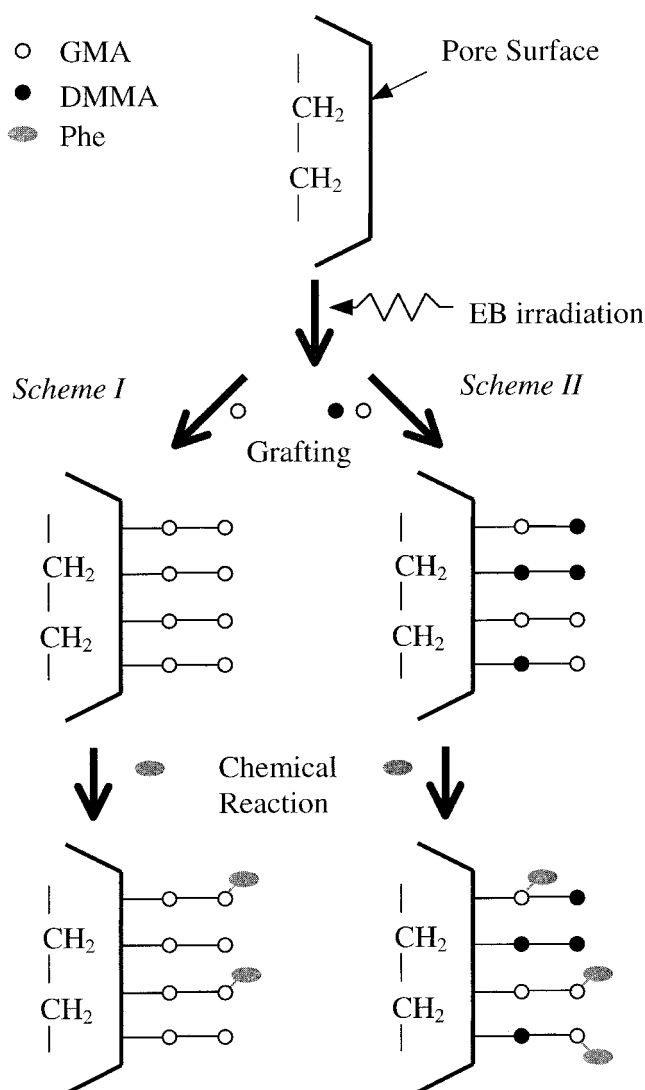 GMA
DMMA
Phe
Pore Surface
CH₂
CH₂
EB irradiation
Scheme I
Scheme II
Grafting
CH₂
CH₂
CH₂
CH₂
Chemical
Reaction
CH₂
CH₂
CH₂
CH₂